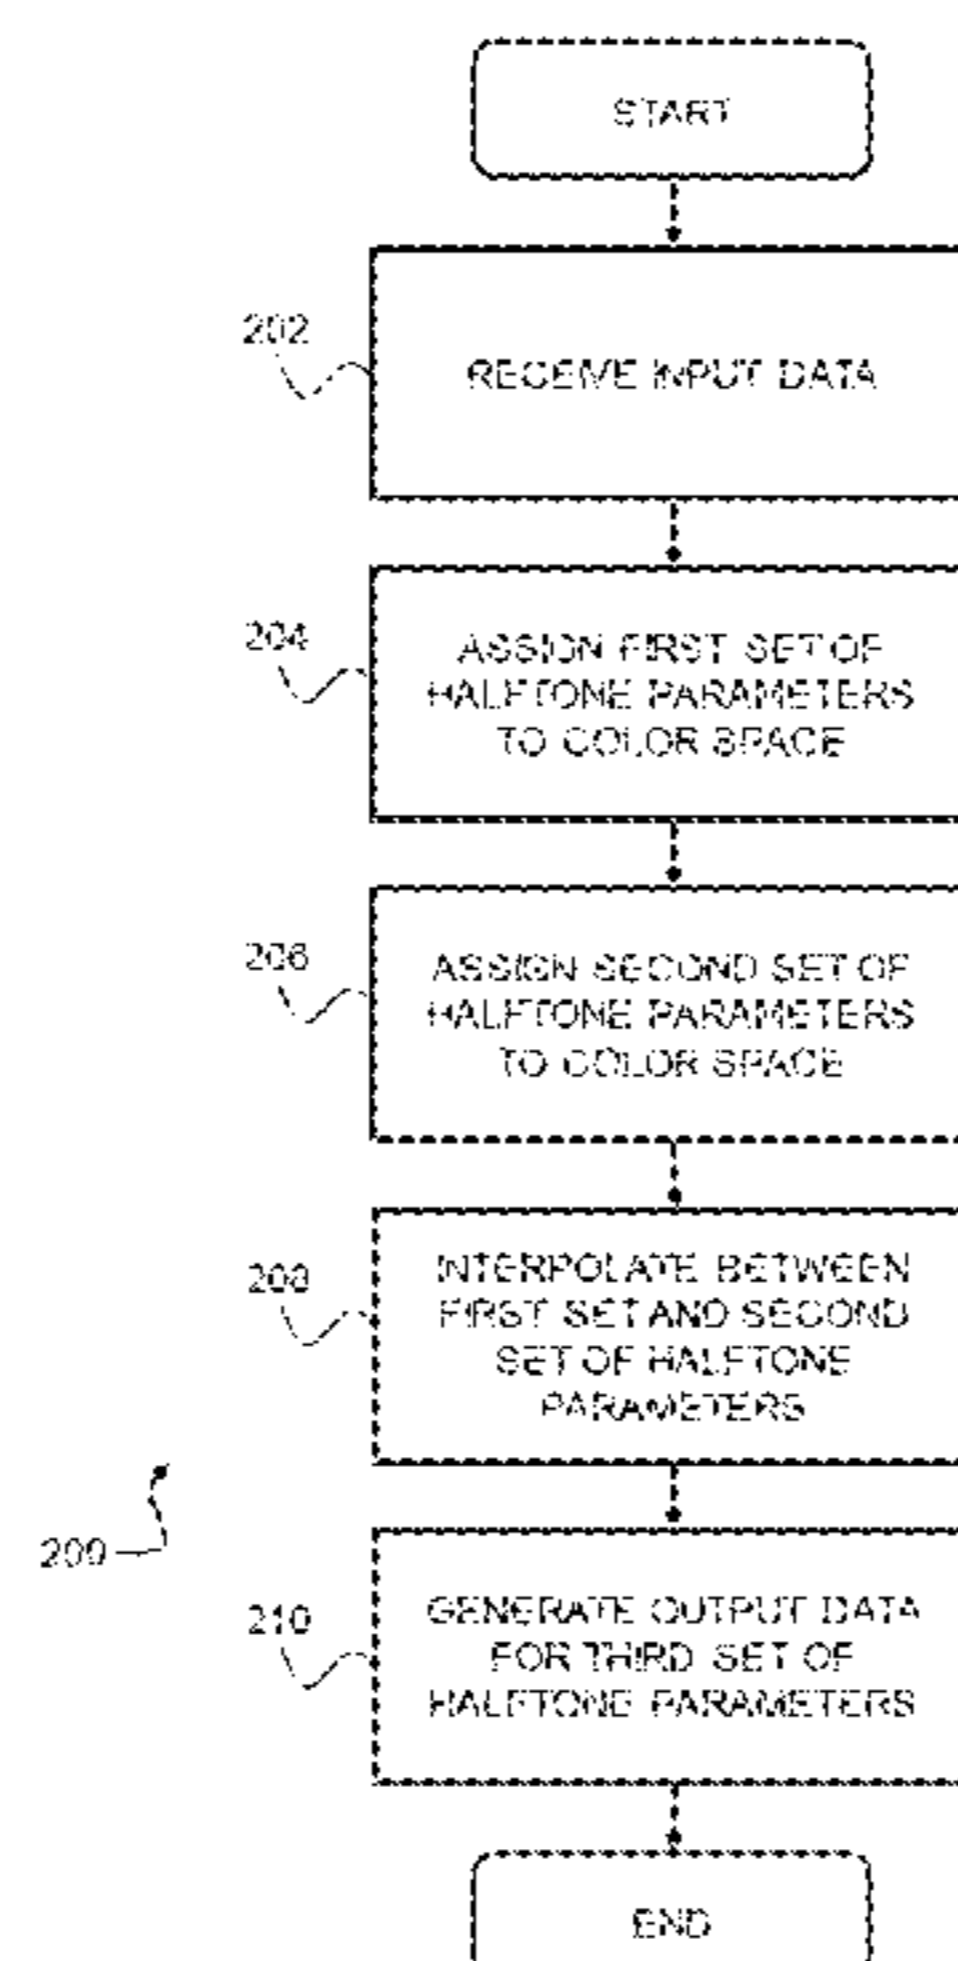 START
202
RECEIVE INPUT DATA
204
ASSIGN FIRST SET OF
HALFTONE PARAMETERS
TO COLOR SPACE
206
ASSIGN SECOND SET OF
HALFTONE PARAMETERS
TO COLOR SPACE
208
INTERPOLATE BETWEEN
FIRST SET AND SECOND
SET OF HALFTONE
PARAMETERS
200
210
GENERATE OUTPUT DATA
FOR THIRD SET OF
HALFTONE PARAMETERS
END